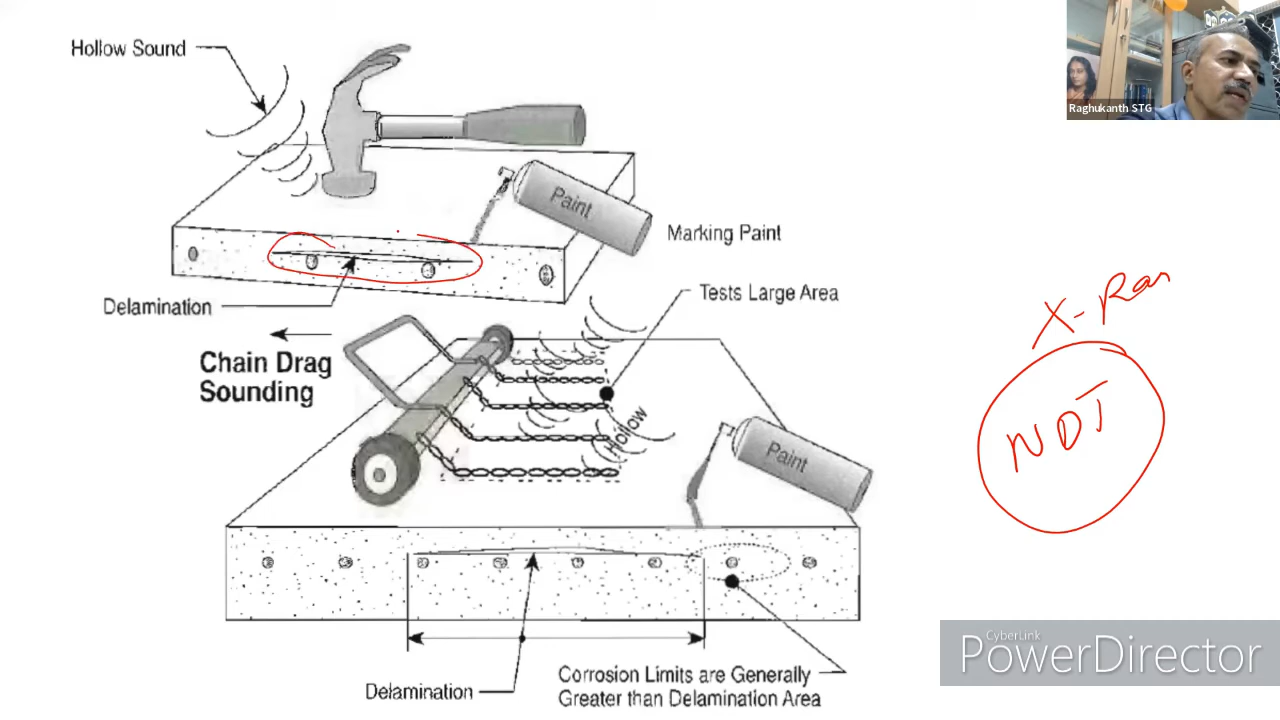 Hollow Sound
Raghukanth STG
Paint
Marking Paint
Delamination
Tests Large Area
Chain Drag
Sounding
Hollow
X-Ray
NDT
Paint
CyberLink
PowerDirector
Corrosion Limits are Generally
Greater than Delamination Area
Delamination